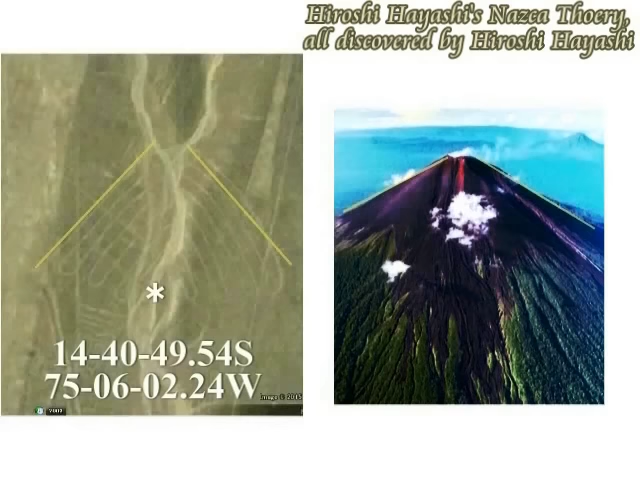 Hiroshi Hayashi's Nazca Thoery,
all discovered by Hiroshi Hayashi
*
14-40-49.54S
75-06-02.24W
Image © 2015